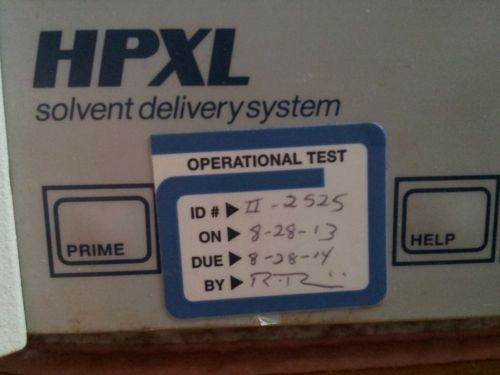 HPXL
solvent delivery system
OPERATIONAL TEST
ID # ▶ II-2525
ON ▶ 8-28-13
DUE ▶ 8-28-14
BY ▶
PRIME
HELP